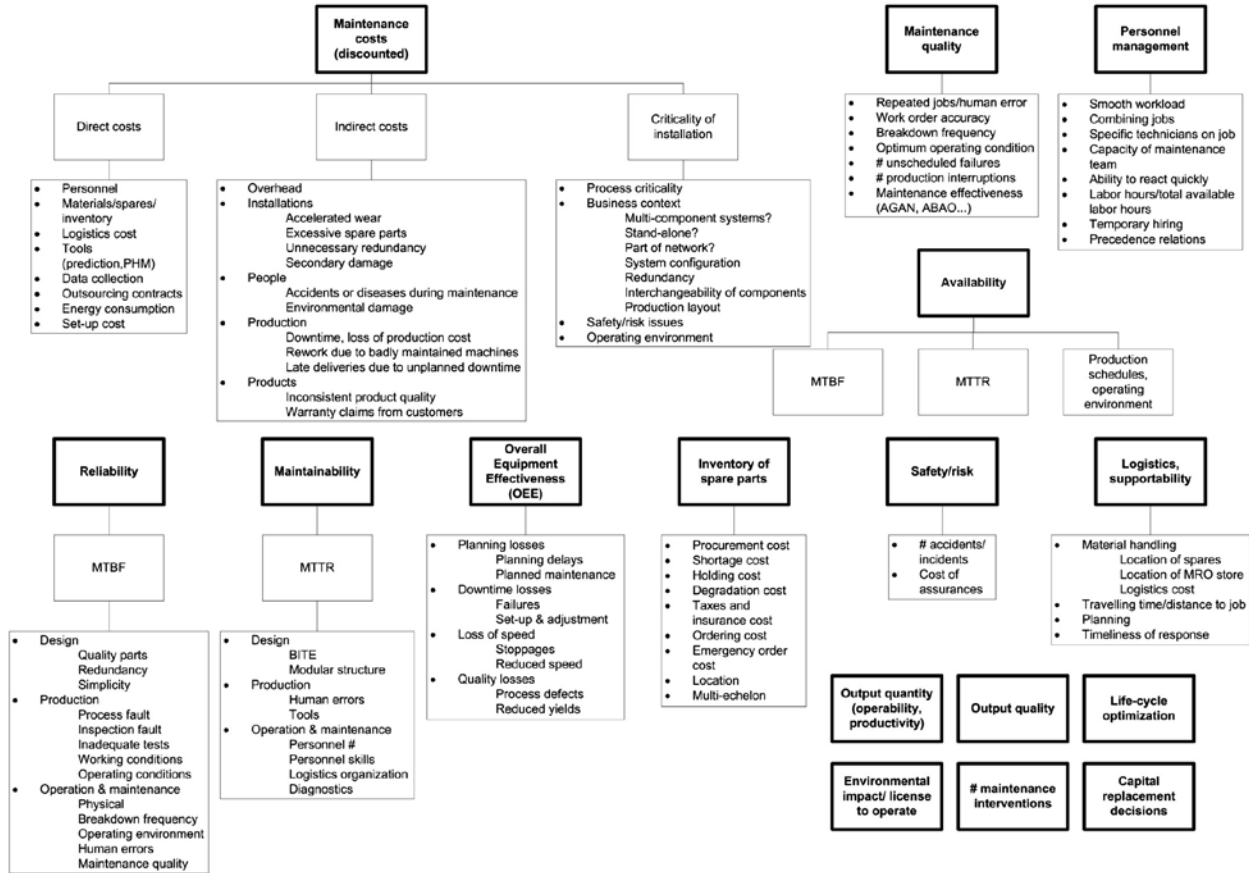 Maintenance
costs
(discounted)
Maintenance
quality
Personnel
management
Direct costs
Indirect costs
Criticality of
installation
• Personnel
• Materials/spares/
inventory
• Logistics cost
• Tools
(prediction,PHM)
• Data collection
• Outsourcing contracts
• Energy consumption
• Set-up cost
• Overhead
• Installations
Accelerated wear
Excessive spare parts
Unnecessary redundancy
Secondary damage
• People
Accidents or diseases during maintenance
Environmental damage
• Production
Downtime, loss of production cost
Rework due to badly maintained machines
Late deliveries due to unplanned downtime
• Products
Inconsistent product quality
Warranty claims from customers
• Process criticality
• Business context
Multi-component systems?
Stand-alone?
Part of network?
System configuration
Redundancy
Interchangeability of components
Production layout
• Safety/risk issues
• Operating environment
• Repeated jobs/human error
• Work order accuracy
• Breakdown frequency
• Optimum operating condition
• # unscheduled failures
• # production interruptions
• Maintenance effectiveness
(AGAN, ABAO...)
• Smooth workload
• Combining jobs
• Specific technicians on job
• Capacity of maintenance
team
• Ability to react quickly
• Labor hours/total available
labor hours
• Temporary hiring
• Precedence relations
Availability
MTBF
MTTR
Production
schedules,
operating
environment
Reliability
Maintainability
Overall
Equipment
Effectiveness
(OEE)
Inventory of
spare parts
Safety/risk
Logistics,
supportability
MTBF
MTTR
• Design
Quality parts
Redundancy
Simplicity
• Production
Process fault
Inspection fault
Inadequate tests
Working conditions
Operating conditions
• Operation & maintenance
Physical
Breakdown frequency
Operating environment
Human errors
Maintenance quality
• Design
BITE
Modular structure
• Production
Human errors
Tools
• Operation & maintenance
Personnel #
Personnel skills
Logistics organization
Diagnostics
• Planning losses
Planning delays
Planned maintenance
• Downtime losses
Failures
Set-up & adjustment
• Loss of speed
Stoppages
Reduced speed
• Quality losses
Process defects
Reduced yields
• Procurement cost
• Shortage cost
• Holding cost
• Degradation cost
• Taxes and
insurance cost
• Ordering cost
• Emergency order
cost
• Location
• Multi-echelon
• # accidents/
incidents
• Cost of
assurances
• Material handling
Location of spares
Location of MRO store
Logistics cost
• Travelling time/distance to job
• Planning
• Timeliness of response
Output quantity
(operability,
productivity)
Output quality
Life-cycle
optimization
Environmental
impact/ license
to operate
# maintenance
interventions
Capital
replacement
decisions